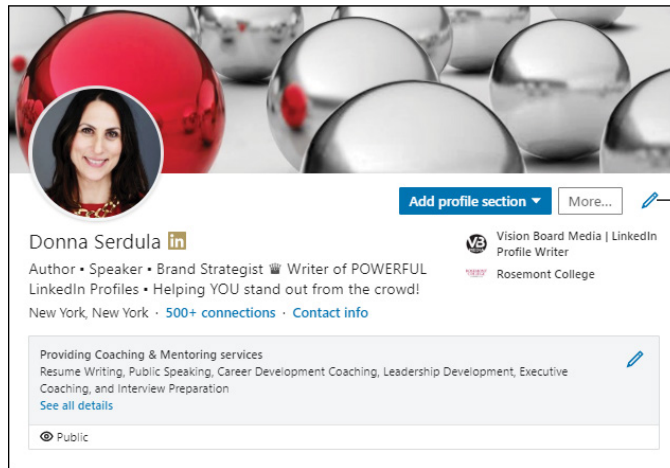 Add profile section
More...
Donna Serdula in
Author • Speaker • Brand Strategist ♛ Writer of POWERFUL
LinkedIn Profiles • Helping YOU stand out from the crowd!
New York, New York · 500+ connections · Contact info
VB
Vision Board Media | LinkedIn
Profile Writer
Rosemont College
Providing Coaching & Mentoring services
Resume Writing, Public Speaking, Career Development Coaching, Leadership Development, Executive
Coaching, and Interview Preparation
See all details
Public